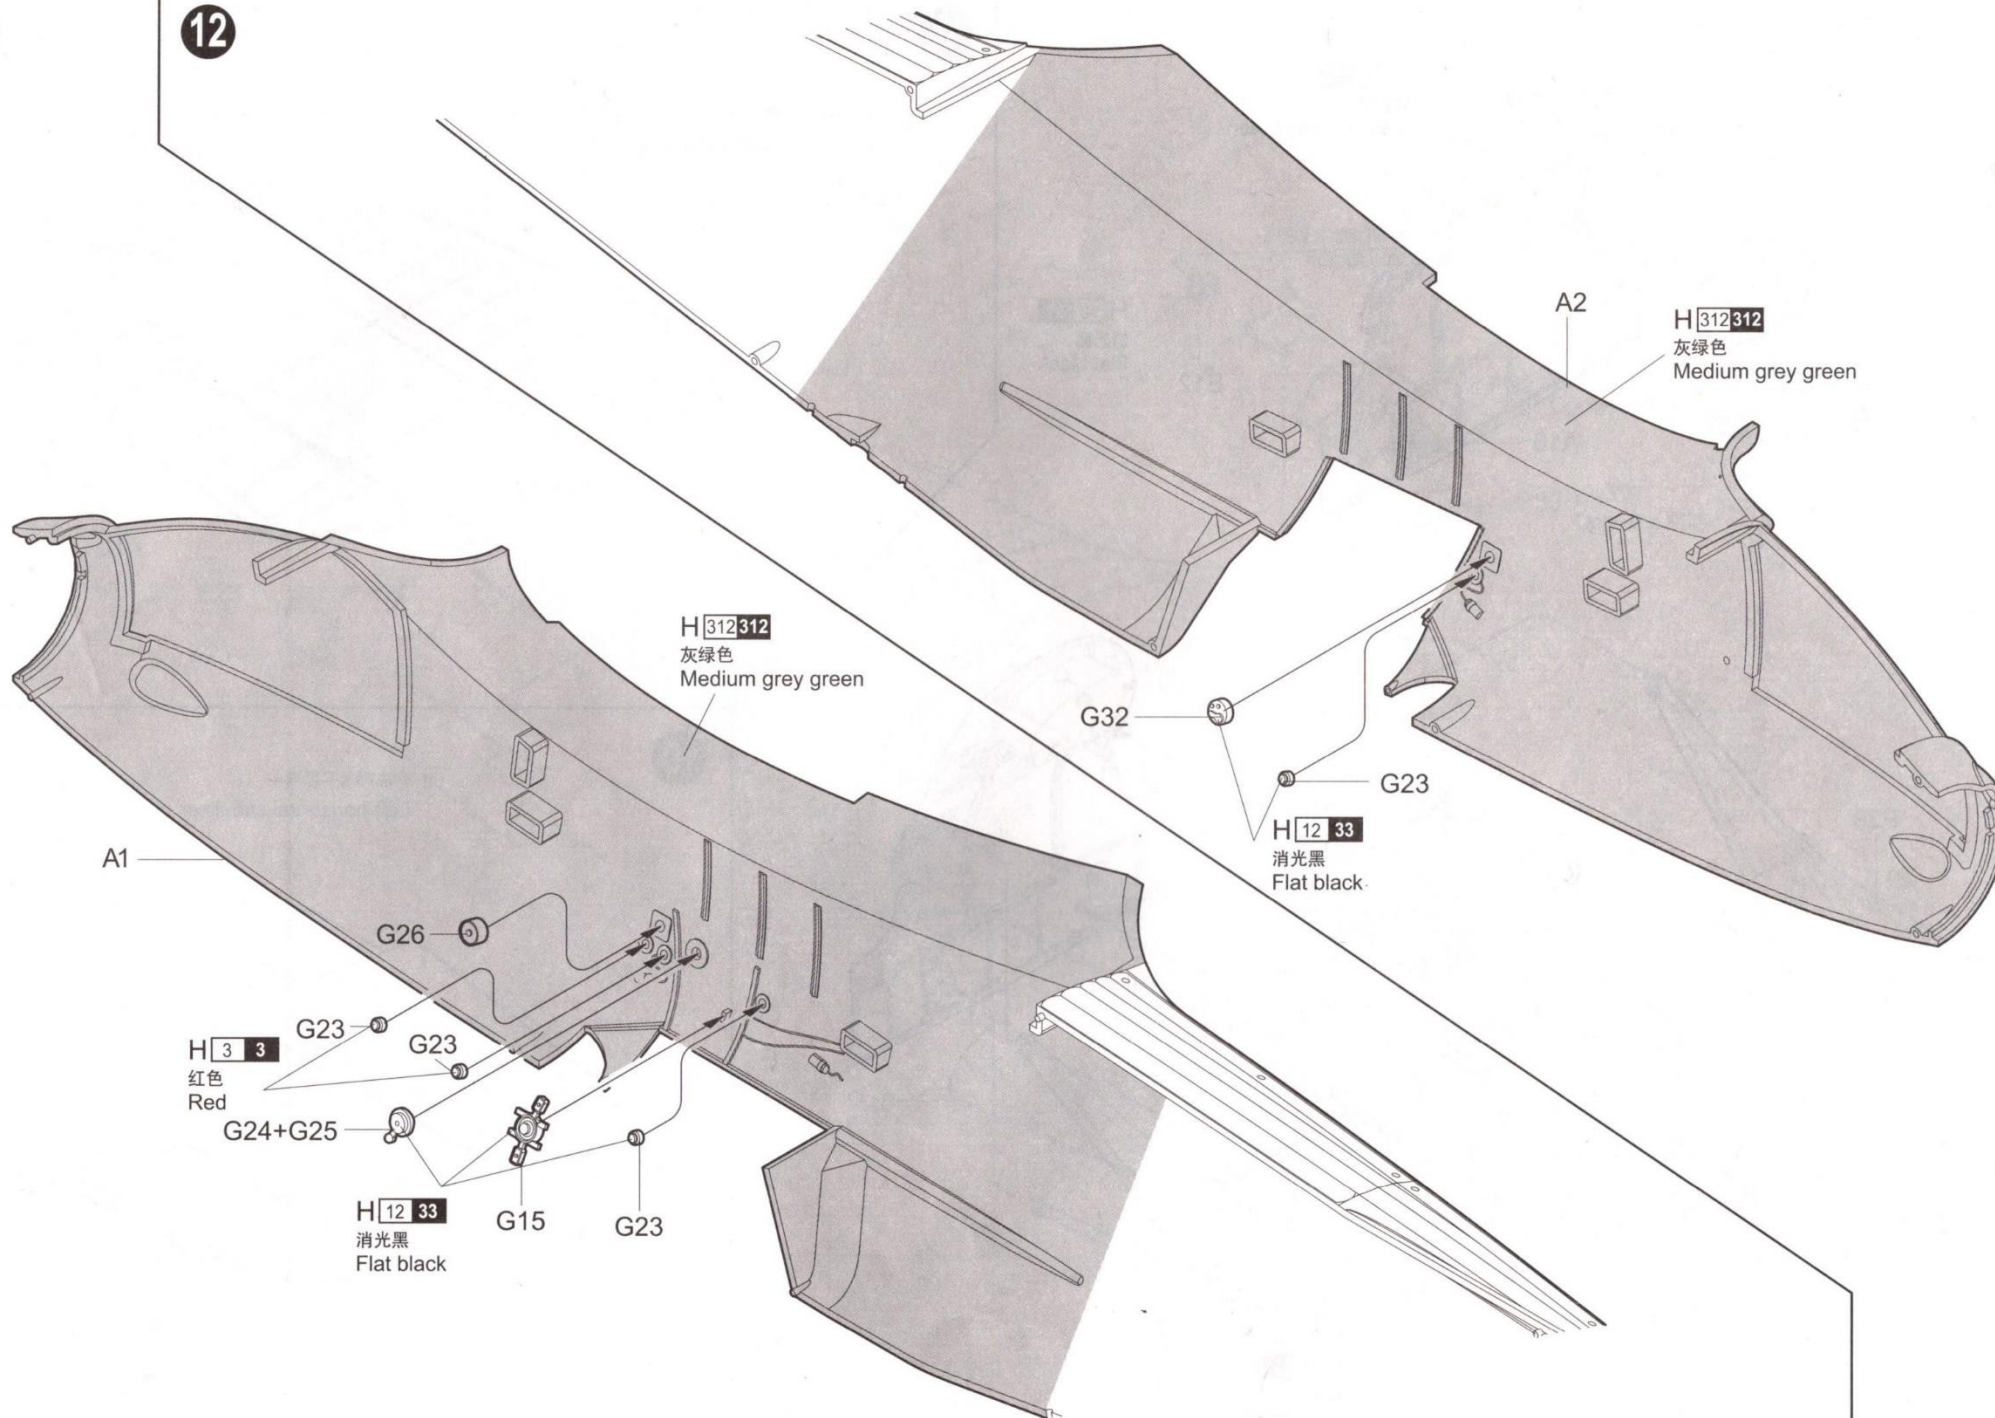 12
A2
H 312 312
灰绿色
Medium grey green
G32
G23
H 12 33
消光黑
Flat black
H 312 312
灰绿色
Medium grey green
A1
G26
G23
G23
H 3 3
红色
Red
G24+G25
G15
G23
H 12 33
消光黑
Flat black